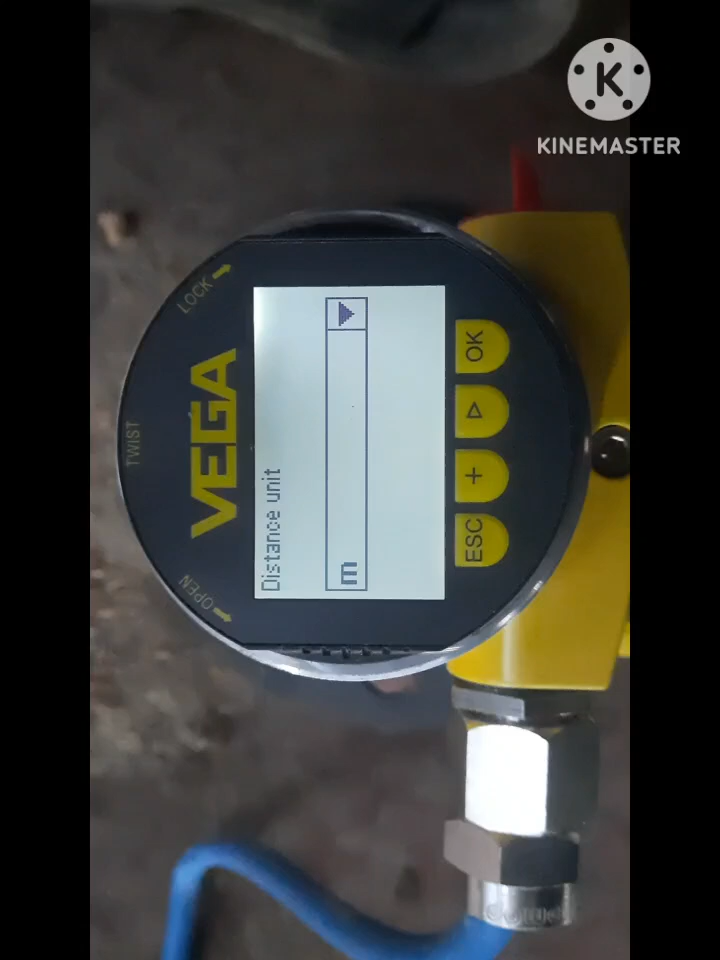 KINEMASTER
OPEN
TWIST
LOCK
VEGA
Distance unit
m
ESC
+
OK